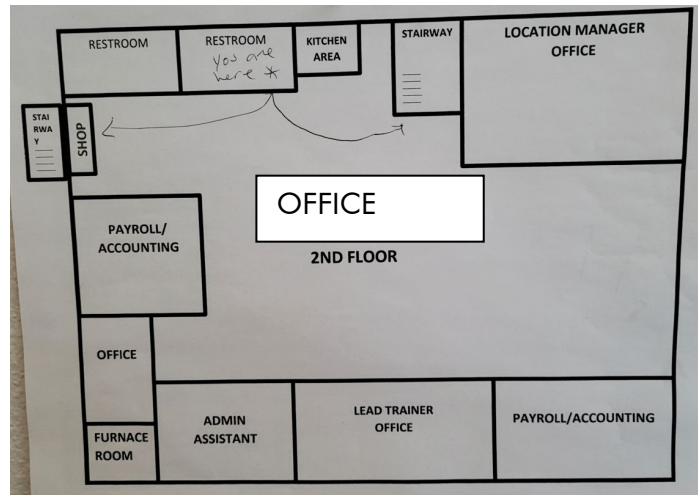 RESTROOM
RESTROOM
you are
here *
KITCHEN
AREA
STAIRWAY
LOCATION MANAGER
OFFICE
STAI
RWA
Y
SHOP
OFFICE
2ND FLOOR
PAYROLL/
ACCOUNTING
OFFICE
FURNACE
ROOM
ADMIN
ASSISTANT
LEAD TRAINER
OFFICE
PAYROLL/ACCOUNTING